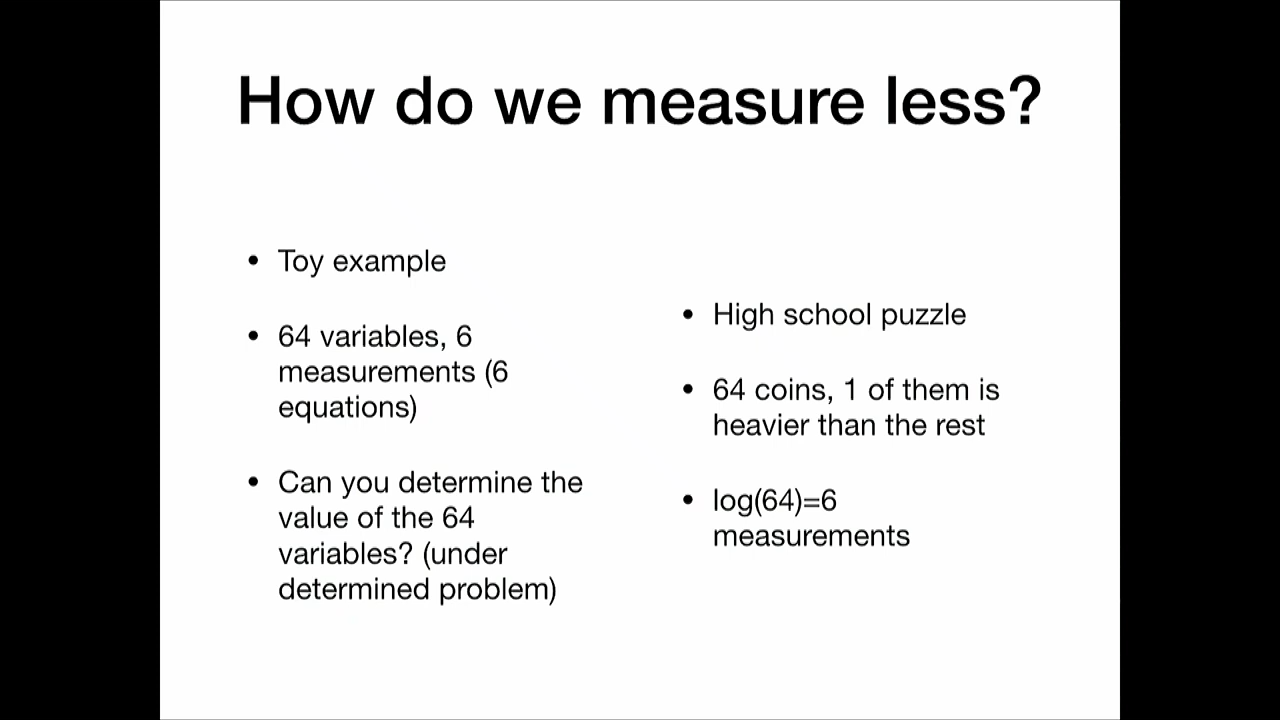 How do we measure less?
• Toy example
• 64 variables, 6
measurements (6
equations)
• Can you determine the
value of the 64
variables? (under
determined problem)
• High school puzzle
• 64 coins, 1 of them is
heavier than the rest
• log(64)=6
measurements